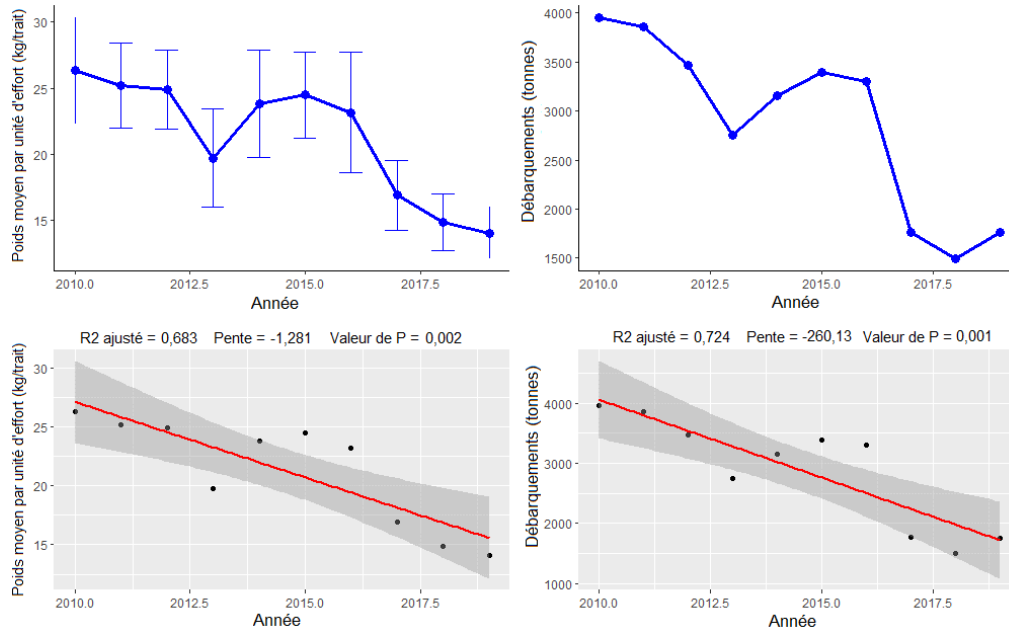 Poids moyen par unité d'effort (kg/trait)
30
25
20
15
2010.0 2012.5 2015.0 2017.5
Année
Débarquements (tonnes)
4000
3500
3000
2500
2000
1500
2010.0 2012.5 2015.0 2017.5
Année
R2 ajusté = 0,683 Pente = -1,281 Valeur de P = 0,002
Poids moyen par unité d'effort (kg/trait)
30
25
20
15
2010.0 2012.5 2015.0 2017.5
Année
R2 ajusté = 0,724 Pente = -260,13 Valeur de P = 0,001
Débarquements (tonnes)
4000
3000
2000
1000
2010.0 2012.5 2015.0 2017.5
Année